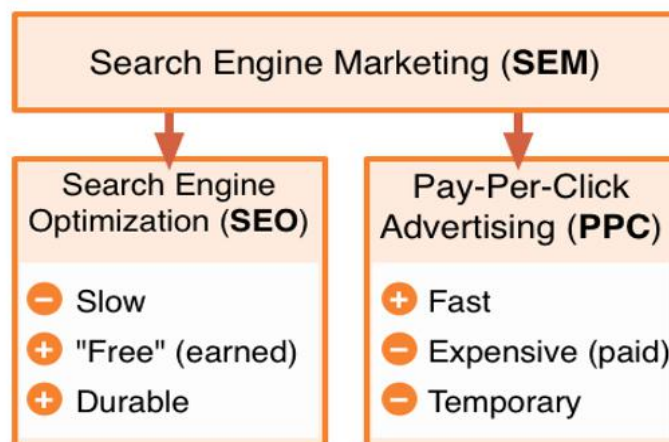 Search Engine Marketing (SEM)
Search Engine
Optimization (SEO)
Slow
"Free" (earned)
Durable
Pay-Per-Click
Advertising (PPC)
Fast
Expensive (paid)
Temporary